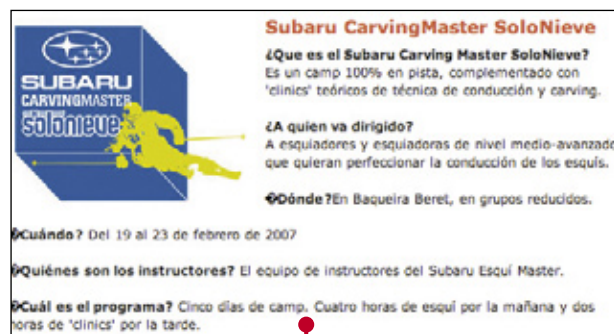 Subaru CarvingMaster SoloNieve
SUBARU
CARVINGMASTER
solonieve
¿Que es el Subaru Carving Master SoloNieve?
Es un camp 100% en pista, complementado con
'clinics' teóricos de técnica de conducción y carving.
¿A quien va dirigido?
A esquiadores y esquiadoras de nivel medio-avanzado
que quieran perfeccionar la conducción de los esquís.
�Dónde?En Baqueira Beret, en grupos reducidos.
�Cuándo? Del 19 al 23 de febrero de 2007
�Quiénes son los instructores? El equipo de instructores del Subaru Esquí Master.
�Cuál es el programa? Cinco días de camp. Cuatro horas de esquí por la mañana y dos
horas de 'clinics' por la tarde.